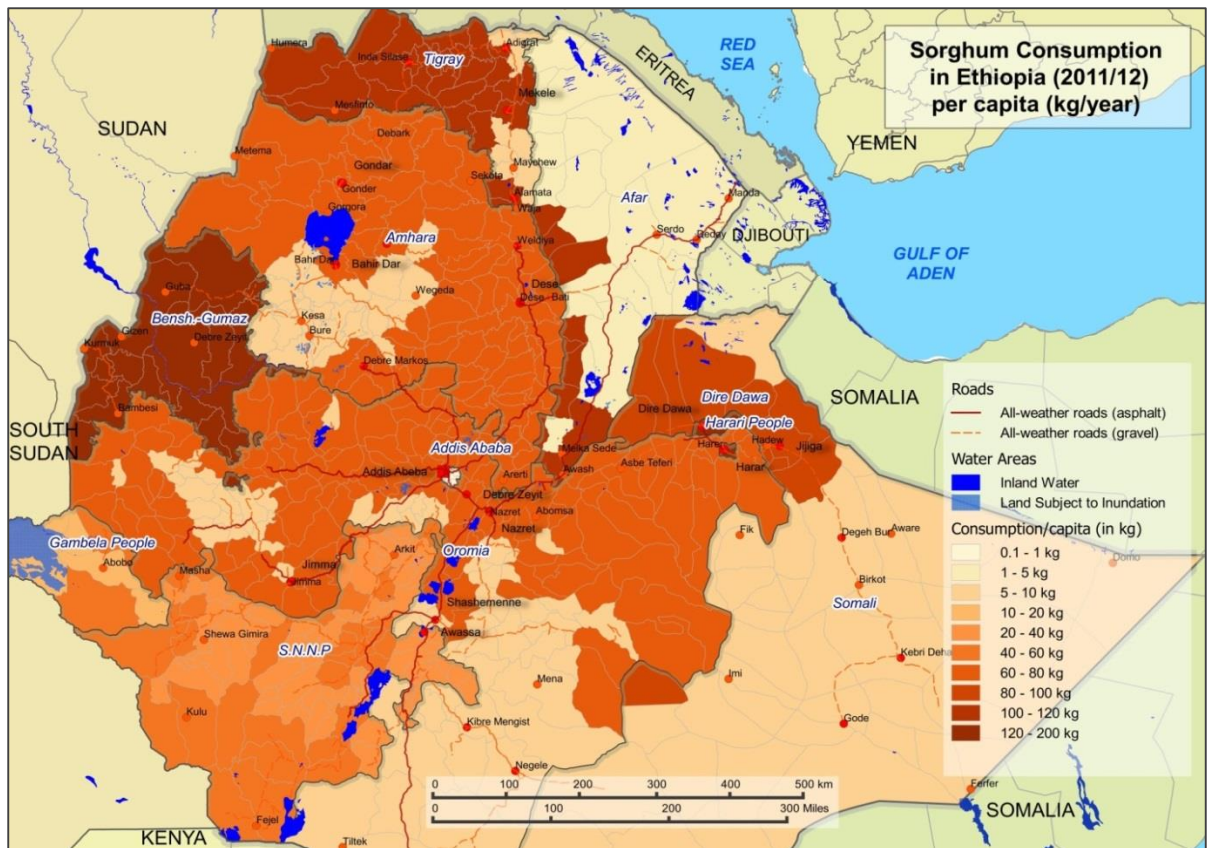 Sorghum Consumption
in Ethiopia (2011/12)
per capita (kg/year)
RED
SEA
ERITREA
YEMEN
SUDAN
Humera
Inda Silase
Tigray
Adigrat
Mekele
Mesfinto
Debark
Metema
Gondar
Gonder
Gomora
Sekota
Maychew
Alamata
Waja
Afar
Manda
Serdo
Deday
DJIBOUTI
GULF OF
ADEN
Amhara
Weldiya
Bahr Dar
Bahir Dar
Guba
Wegeda
Dese
Dese
Bati
Bensh.-Gumaz
Kesa
Bure
Gizen
Kurmuk
Debre Zeys
Debre Markos
Bambesi
SOUTH
SUDAN
Dire Dawa
Dire Dawa
Harari People
SOMALIA
Addis Ababa
Addis Ababa
Melka Sede
Harer
Hadew
Jijiga
Harar
Arerti
Awash
Asbe Teferi
Debre Zeyit
Nazret
Nazret
Abomsa
Fik
Degeh Bur
Aware
Gambela People
Abobo
Masha
Jimma
Jimma
Arkit
Oromia
Domo
Birkot
Shashemenne
Somali
Shewa Gimira
S.N.N.P
Awassa
Kebri Deha
Imi
Mena
Kulu
Kibre Mengist
Gode
Negele
Ferfer
SOMALIA
Fejel
KENYA
Tiltek
Roads
All-weather roads (asphalt)
All-weather roads (gravel)
Water Areas
Inland Water
Land Subject to Inundation
Consumption/capita (in kg)
0.1 - 1 kg
1 - 5 kg
5 - 10 kg
10 - 20 kg
20 - 40 kg
40 - 60 kg
60 - 80 kg
80 - 100 kg
100 - 120 kg
120 - 200 kg
0 100 200 300 400 500 km
0 100 200 300 Miles